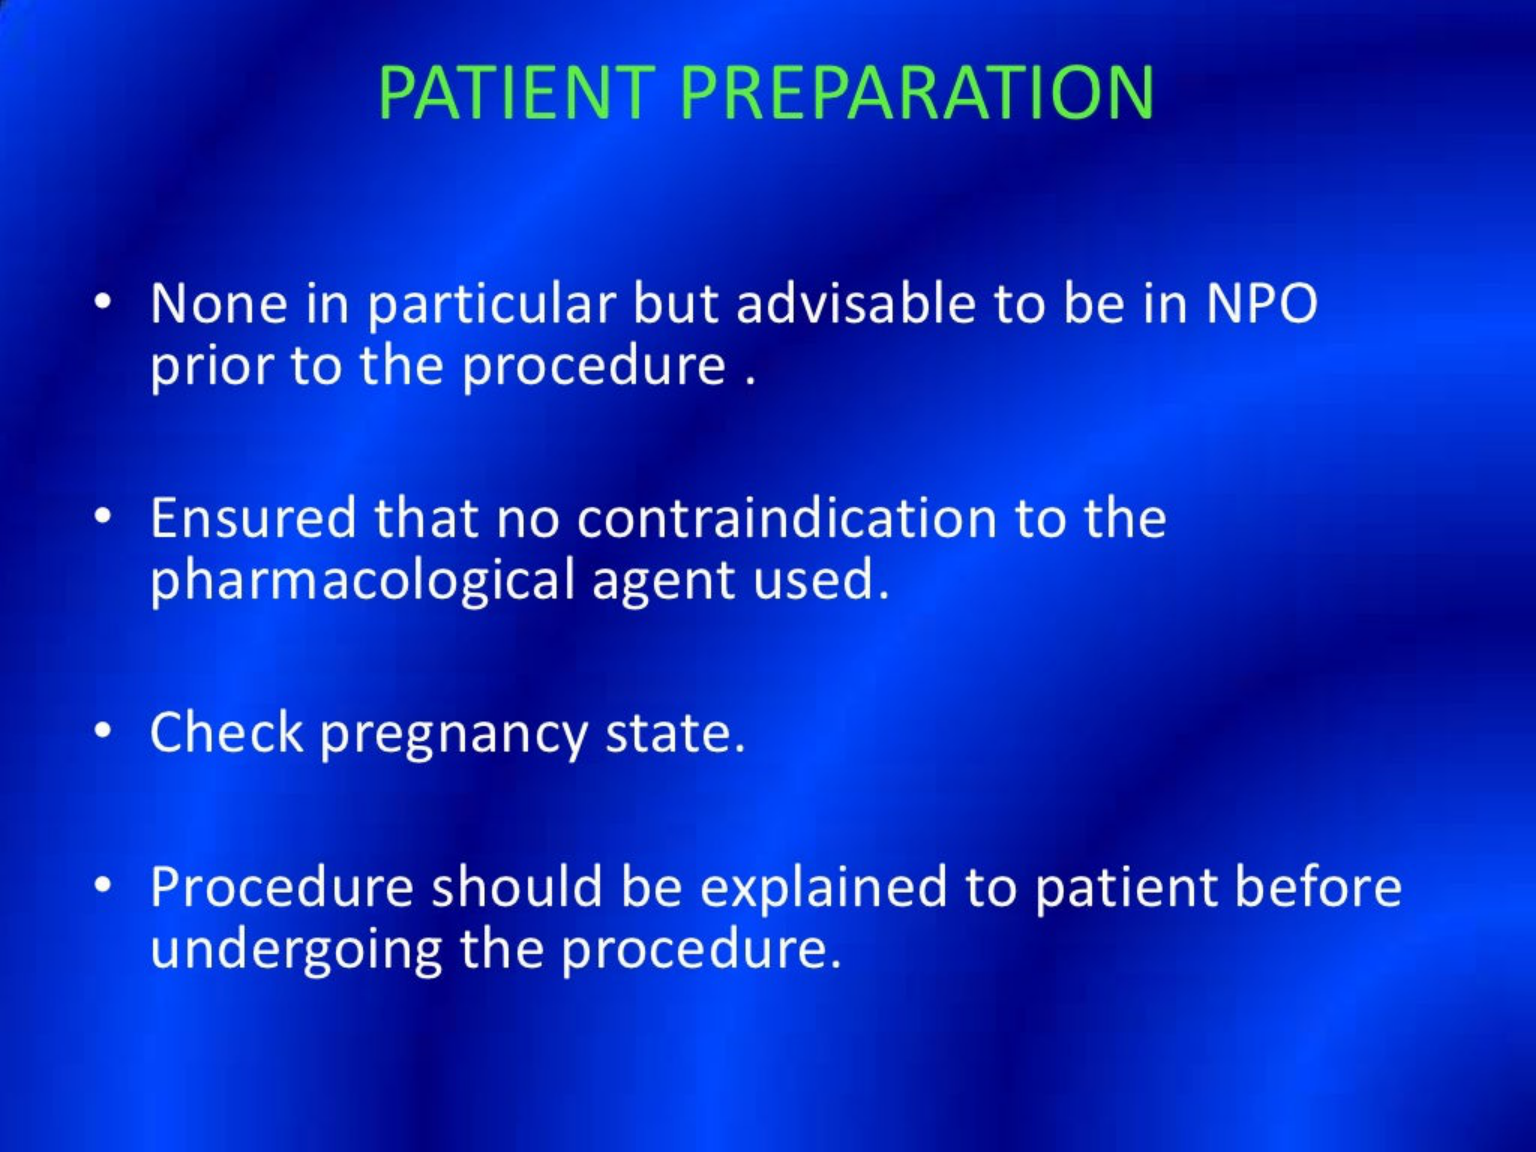 PATIENT PREPARATION
• None in particular but advisable to be in NPO
prior to the procedure .
• Ensured that no contraindication to the
pharmacological agent used.
• Check pregnancy state.
• Procedure should be explained to patient before
undergoing the procedure.